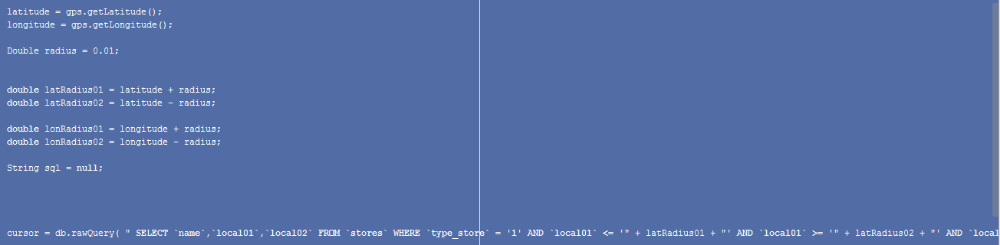 latitude = gps.getLatitude();
longitude = gps.getLongitude();
Double radius = 0.01;
double latRadius01 = latitude + radius;
double latRadius02 = latitude - radius;
double lonRadius01 = longitude + radius;
double lonRadius02 = longitude - radius;
String sql = null;
cursor = db.rawQuery( " SELECT `name`,`local01`,`local02` FROM `stores` WHERE `type_store` = '1' AND `local01` <= '" + latRadius01 + "' AND `local01` >= '" + latRadius02 + "' AND `local